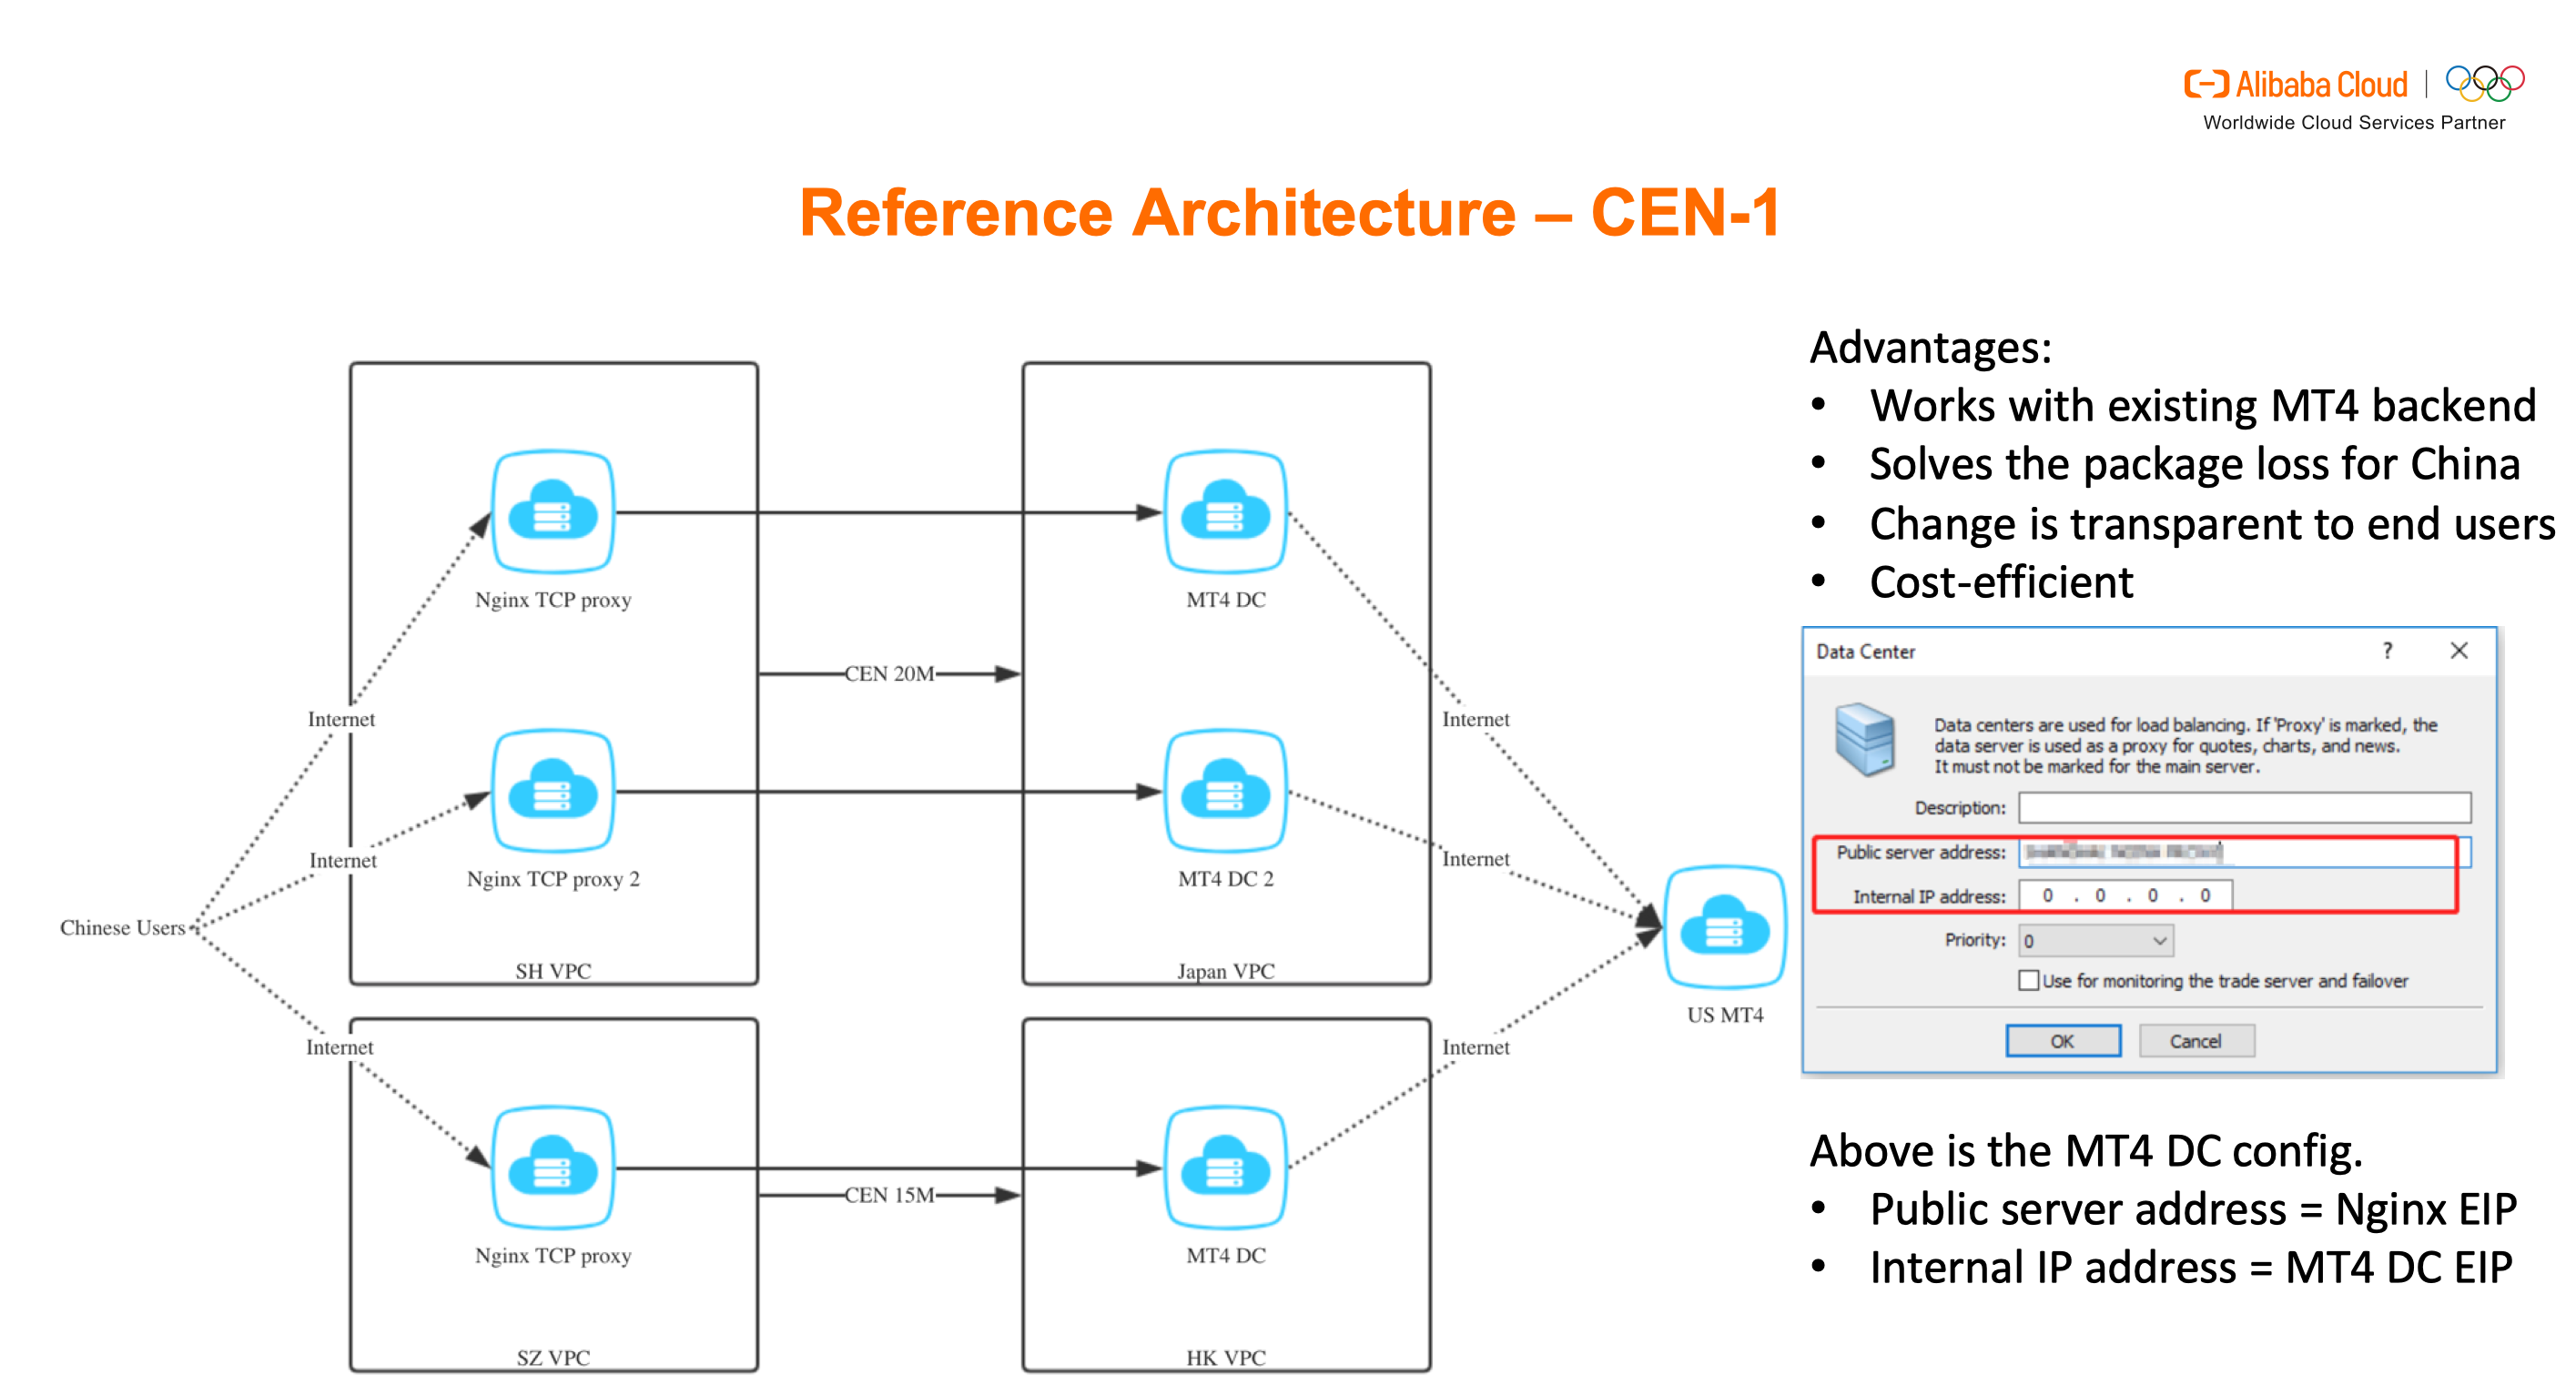 Alibaba Cloud
Worldwide Cloud Services Partner
Reference Architecture – CEN-1
Nginx TCP proxy
MT4 DC
CEN 20M
Internet
Internet
Nginx TCP proxy 2
MT4 DC 2
Internet
Internet
Chinese Users
SH VPC
Japan VPC
US MT4
Internet
Internet
Nginx TCP proxy
MT4 DC
CEN 15M
SZ VPC
HK VPC
Advantages:
• Works with existing MT4 backend
• Solves the package loss for China
• Change is transparent to end users
• Cost-efficient
Data Center ?
Data centers are used for load balancing. If 'Proxy' is marked, the
data server is used as a proxy for quotes, charts, and news.
It must not be marked for the main server.
Description:
Public server address:
Internal IP address: 0 . 0 . 0 . 0
Priority: 0
Use for monitoring the trade server and failover
OK Cancel
Above is the MT4 DC config.
• Public server address = Nginx EIP
• Internal IP address = MT4 DC EIP